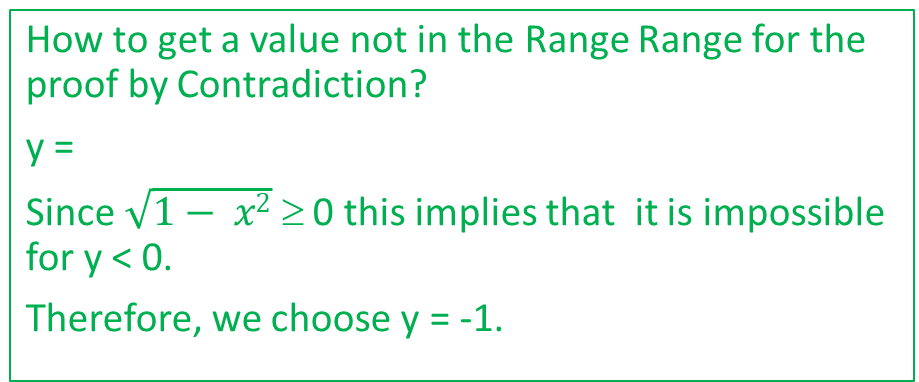 How to get a value not in the Range Range for the
proof by Contradiction?
y =
Since √1 − x² ≥ 0 this implies that it is impossible
for y < 0.
Therefore, we choose y = -1.